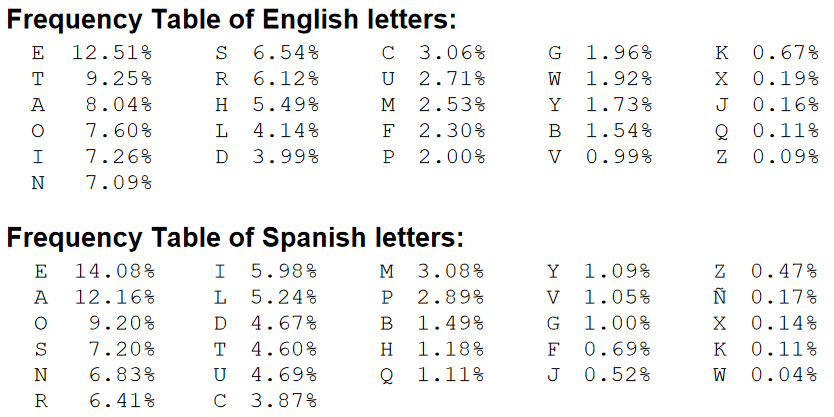 Frequency Table of English letters:
E 12.51% S 6.54% C 3.06% G 1.96% K 0.67%
T 9.25% R 6.12% U 2.71% W 1.92% X 0.19%
A 8.04% H 5.49% M 2.53% Y 1.73% J 0.16%
O 7.60% L 4.14% F 2.30% B 1.54% Q 0.11%
I 7.26% D 3.99% P 2.00% V 0.99% Z 0.09%
N 7.09%
Frequency Table of Spanish letters:
E 14.08% I 5.98% M 3.08% Y 1.09% Z 0.47%
A 12.16% L 5.24% P 2.89% V 1.05% Ñ 0.17%
O 9.20% D 4.67% B 1.49% G 1.00% X 0.14%
S 7.20% T 4.60% H 1.18% F 0.69% K 0.11%
N 6.83% U 4.69% Q 1.11% J 0.52% W 0.04%
R 6.41% C 3.87%